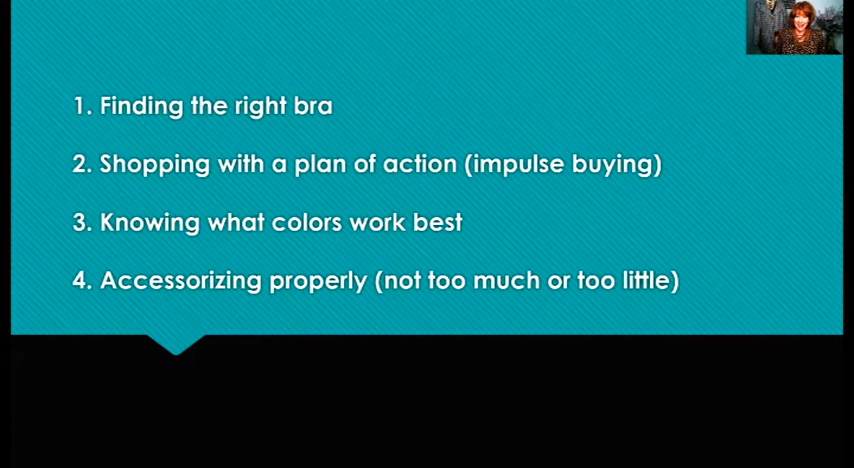 1. Finding the right bra
2. Shopping with a plan of action (impulse buying)
3. Knowing what colors work best
4. Accessorizing properly (not too much or too little)